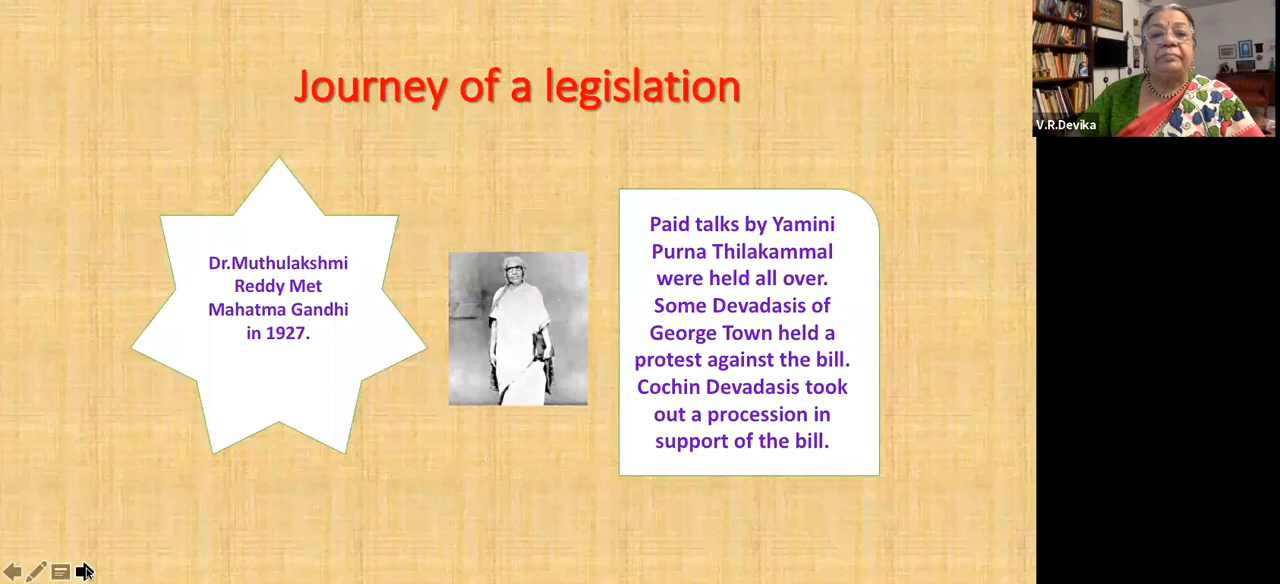 Journey of a legislation
Dr.Muthulakshmi
Reddy Met
Mahatma Gandhi
in 1927.
Paid talks by Yamini
Purna Thilakammal
were held all over.
Some Devadasis of
George Town held a
protest against the bill.
Cochin Devadasis took
out a procession in
support of the bill.
V.R.Devika